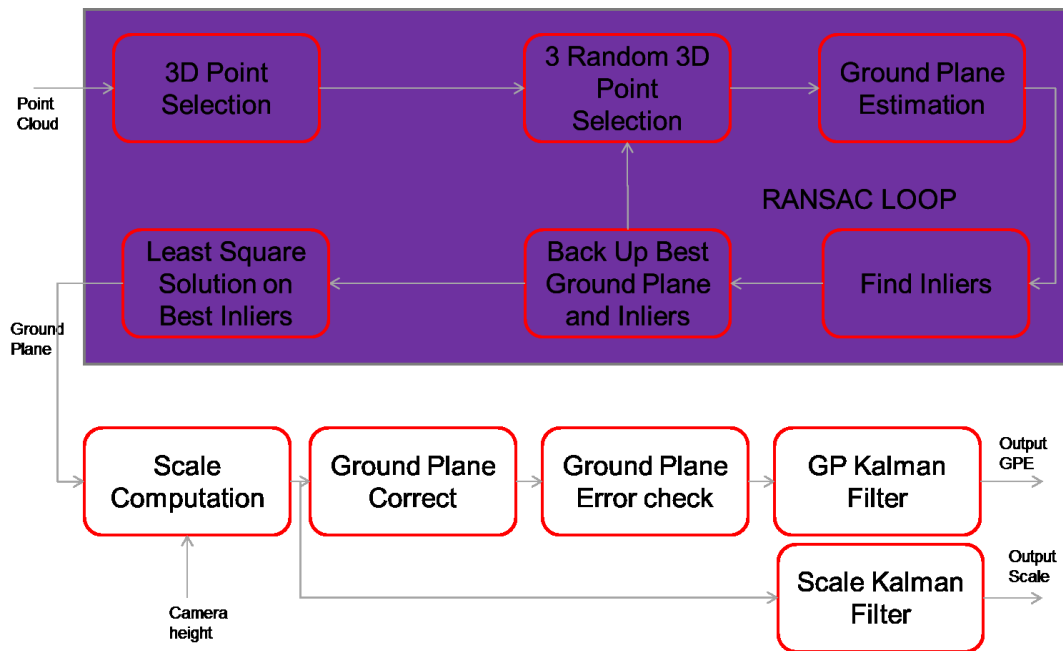 3D Point
Selection
3 Random 3D
Point
Selection
Ground Plane
Estimation
Point
Cloud
RANSAC LOOP
Least Square
Solution on
Best Inliers
Back Up Best
Ground Plane
and Inliers
Find Inliers
Ground
Plane
Scale
Computation
Ground Plane
Correct
Ground Plane
Error check
GP Kalman
Filter
Output
GPE
Camera
height
Scale Kalman
Filter
Output
Scale